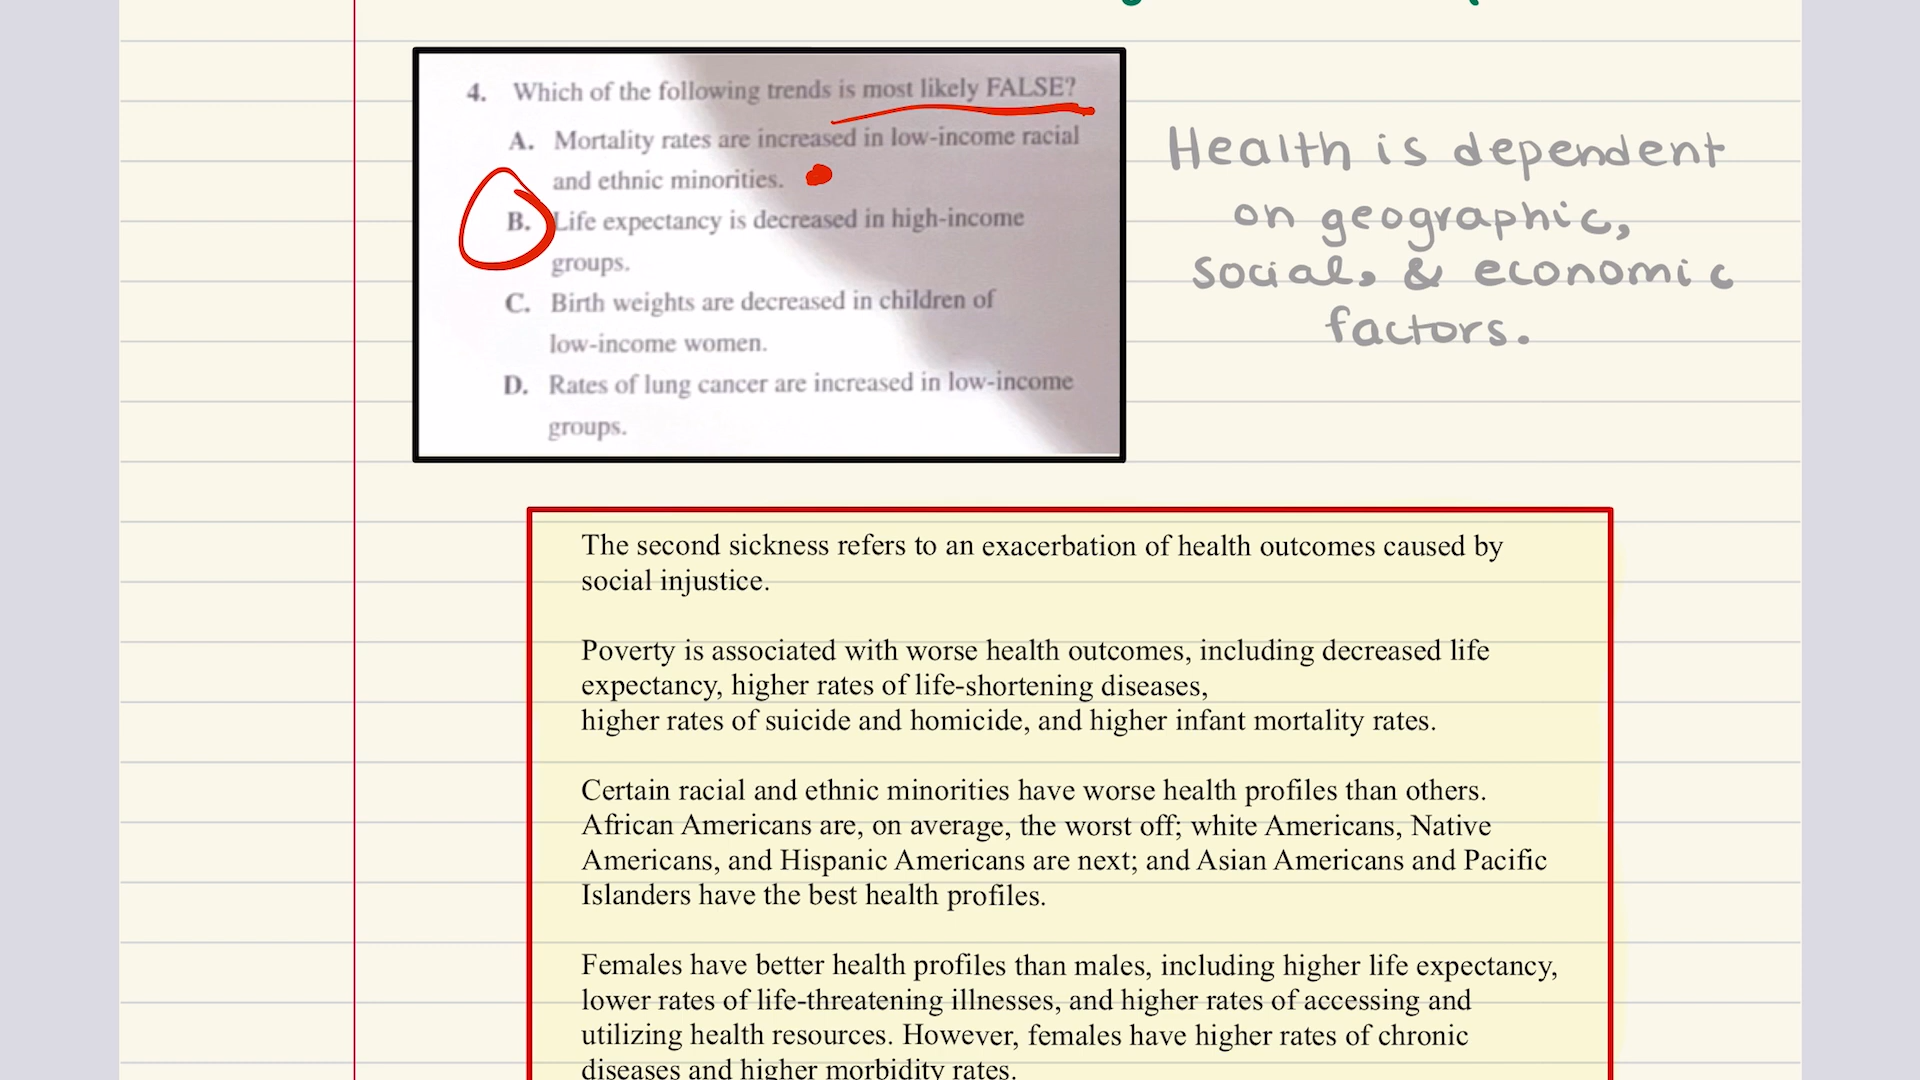 4. Which of the following trends is most likely FALSE?
A. Mortality rates are increased in low-income racial
and ethnic minorities.
B. Life expectancy is decreased in high-income
groups.
C. Birth weights are decreased in children of
low-income women.
D. Rates of lung cancer are increased in low-income
groups.
Health is dependent
on geographic,
social, & economic
factors.
The second sickness refers to an exacerbation of health outcomes caused by
social injustice.
Poverty is associated with worse health outcomes, including decreased life
expectancy, higher rates of life-shortening diseases,
higher rates of suicide and homicide, and higher infant mortality rates.
Certain racial and ethnic minorities have worse health profiles than others.
African Americans are, on average, the worst off; white Americans, Native
Americans, and Hispanic Americans are next; and Asian Americans and Pacific
Islanders have the best health profiles.
Females have better health profiles than males, including higher life expectancy,
lower rates of life-threatening illnesses, and higher rates of accessing and
utilizing health resources. However, females have higher rates of chronic
diseases and higher morbidity rates.